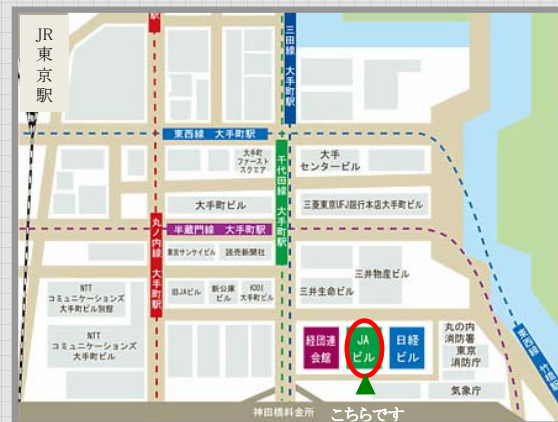 JR
東
京
駅
駅
三田線 大手町駅
東西線 大手町駅
大手町
ファースト
スクエア
大手
センタービル
千代田線 大手町駅
大手町ビル
三菱東京UFJ銀行本店大手町ビル
丸ノ内線 大手町駅
半蔵門線 大手町駅
東京サンケイビル
読売新聞社
三井物産ビル
NTT
コミュニケーションズ
大手町ビル別館
旧JAビル
新公庫
ビル
KDDI
大手町ビル
三井生命ビル
NTT
コミュニケーションズ
大手町ビル
経団連
会館
JA
ビル
日経
ビル
丸の内
消防署
東京
消防庁
東西線 竹橋駅
気象庁
神田橋料金所
こちらです